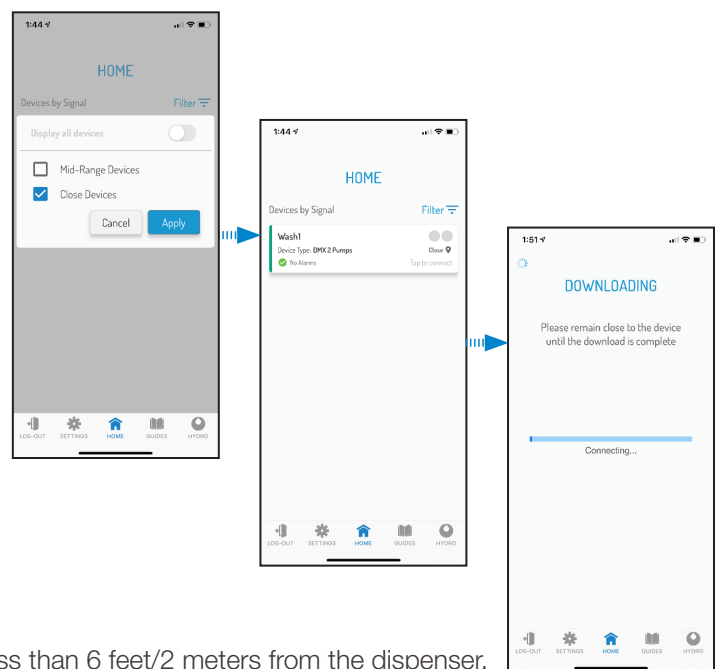 1:44
HOME
Devices by Signal
Filter
Display all devices
Mid-Range Devices
Close Devices
Cancel
Apply
LOG-OUT
SETTINGS
HOME
GUIDES
HYDRO
1:44
HOME
Devices by Signal
Filter
Wash1
Device Type: DMX 2 Pumps
Close
No Alarms
Tap to connect
LOG-OUT
SETTINGS
HOME
GUIDES
HYDRO
1:51
DOWNLOADING
Please remain close to the device
until the download is complete
Connecting...
LOG-OUT
SETTINGS
HOME
GUIDES
HYDRO
than 6 feet/2 meters from the dispenser.